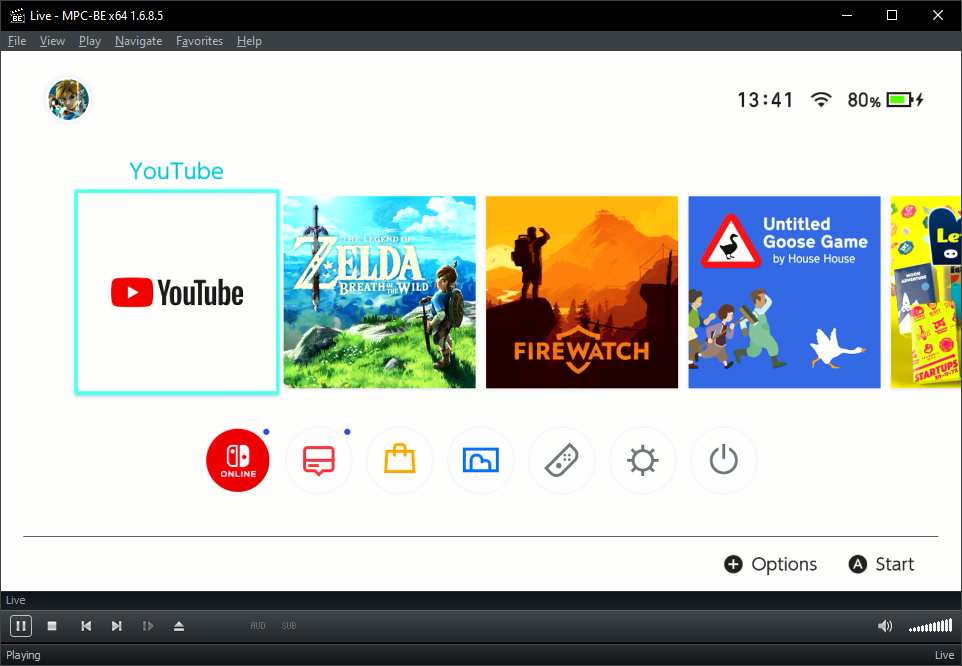 Live - MPC-BE x64 1.6.8.5
File View Play Navigate Favorites Help
13:41 80%
YouTube
YouTube
THE LEGEND OF
ZELDA
BREATH OF THE WILD
FIREWATCH
Untitled
Goose Game
by House House
MOON
ADVENTURE
STARTUPS
ONLINE
Options A Start
Live
AUD SUB
Playing Live